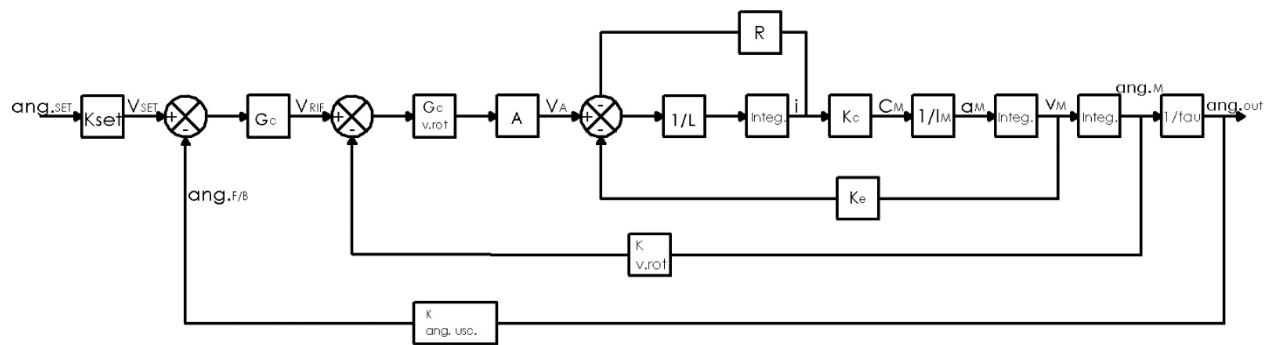 R
ang.SET
Kset
VSET
+
-
Gc
VRIF
+
-
Gc
v.rot
A
VA
-
+
-
1/L
Integ.
i
Kc
CM
1/IM
aM
Integ.
VM
Integ.
ang.M
1/tau
ang.out
ang.F/B
Ke
K
v.rot
K
ang. usc.